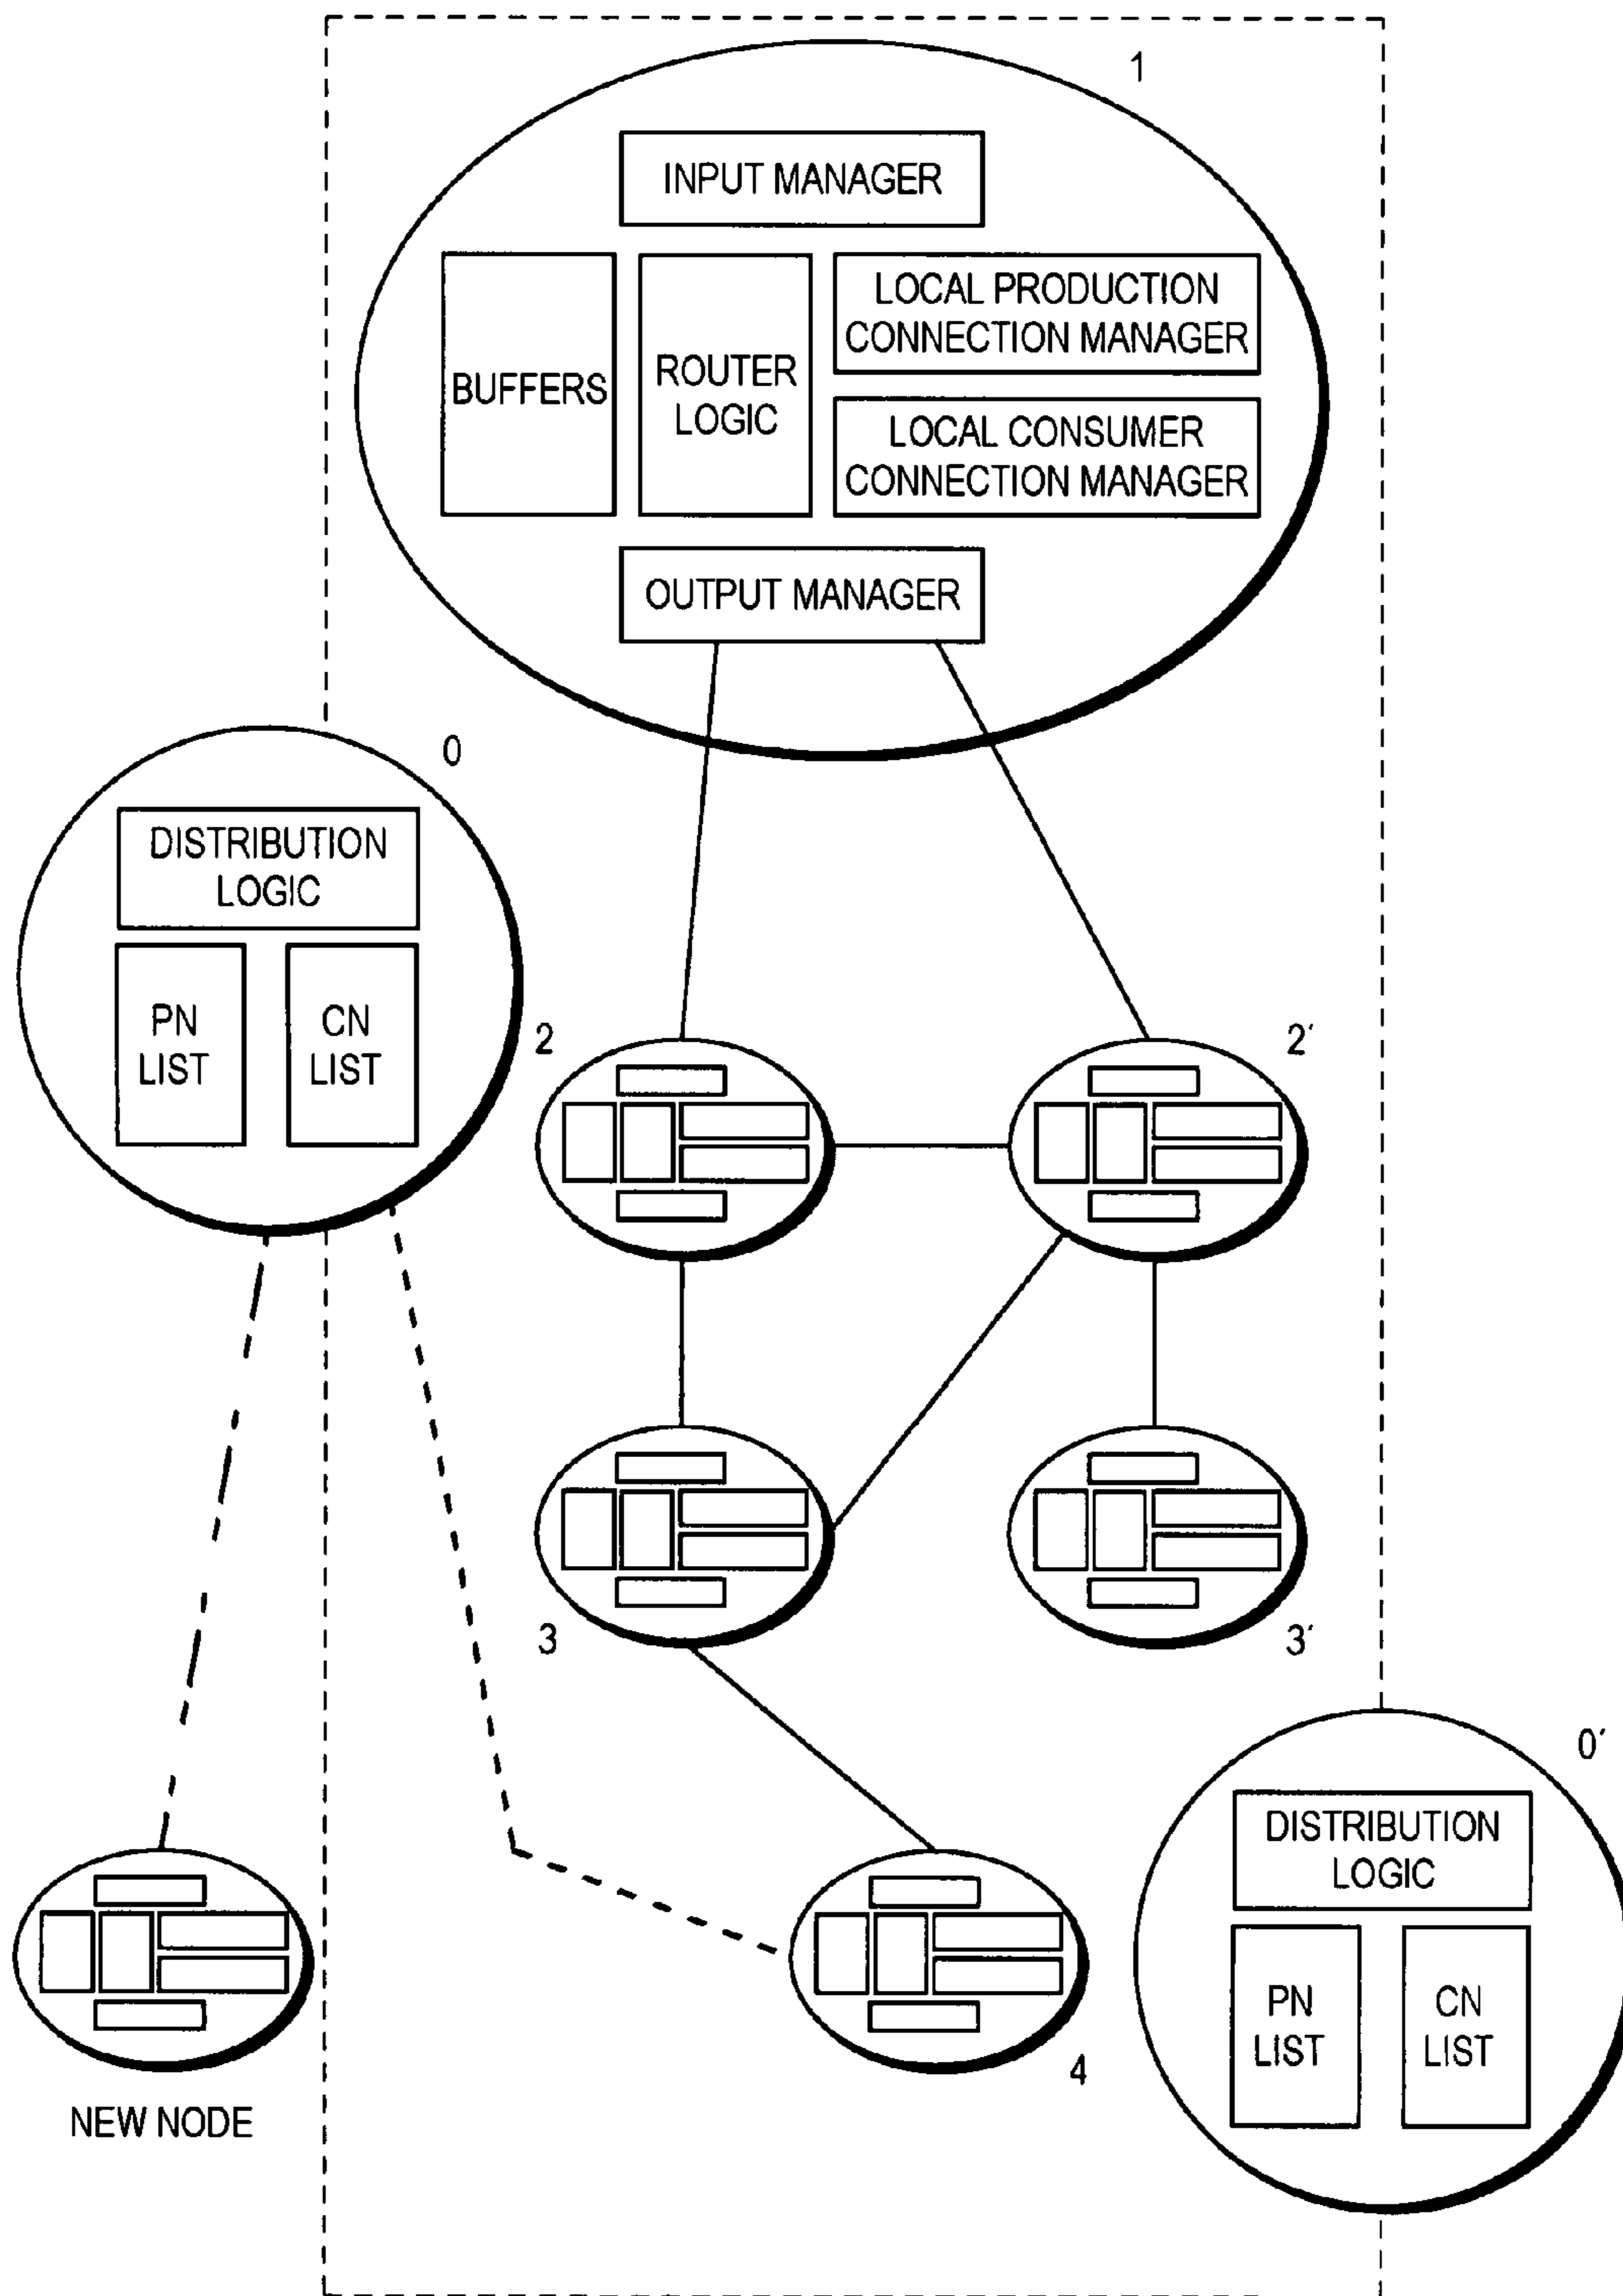 1
INPUT MANAGER
BUFFERS
ROUTER
LOGIC
LOCAL PRODUCTION
CONNECTION MANAGER
LOCAL CONSUMER
CONNECTION MANAGER
OUTPUT MANAGER
0
DISTRIBUTION
LOGIC
PN
LIST
CN
LIST
2
2′
3
3′
0′
DISTRIBUTION
LOGIC
PN
LIST
CN
LIST
4
NEW NODE